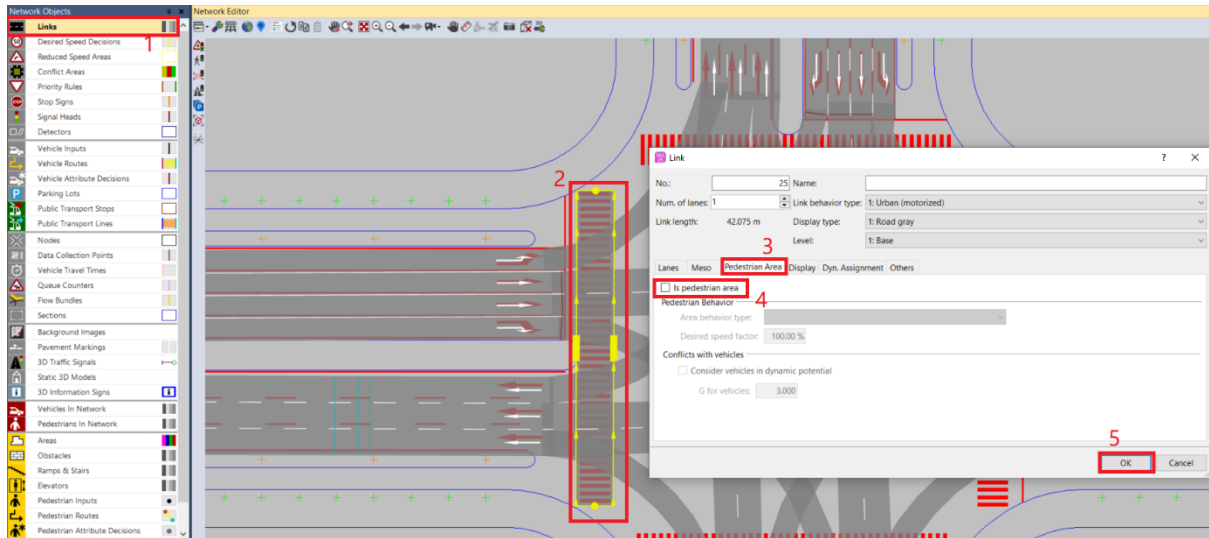 Network Objects
Links
1
Desired Speed Decisions
Reduced Speed Areas
Conflict Areas
Priority Rules
STOP
Stop Signs
Signal Heads
Detectors
Vehicle Inputs
Vehicle Routes
Vehicle Attribute Decisions
P
Parking Lots
Public Transport Stops
Public Transport Lines
Nodes
Data Collection Points
Vehicle Travel Times
Queue Counters
Flow Bundles
Sections
Background Images
Pavement Markings
3D Traffic Signals
Static 3D Models
i
3D Information Signs
i
Vehicles In Network
Pedestrians In Network
Areas
Obstacles
Ramps & Stairs
Elevators
Pedestrian Inputs
Pedestrian Routes
Pedestrian Attribute Decisions
Network Editor
2
Link
? X
No.: 25 Name:
Num. of lanes: 1 Link behavior type: 1: Urban (motorized)
Link length: 42.075 m Display type: 1: Road gray
3 Level: 1: Base
Lanes Meso Pedestrian Area Display Dyn. Assignment Others
Is pedestrian area
4
Pedestrian Behavior
Area behavior type:
Desired speed factor: 100.00 %
Conflicts with vehicles
Consider vehicles in dynamic potential
G for vehicles: 3.000
5
OK Cancel